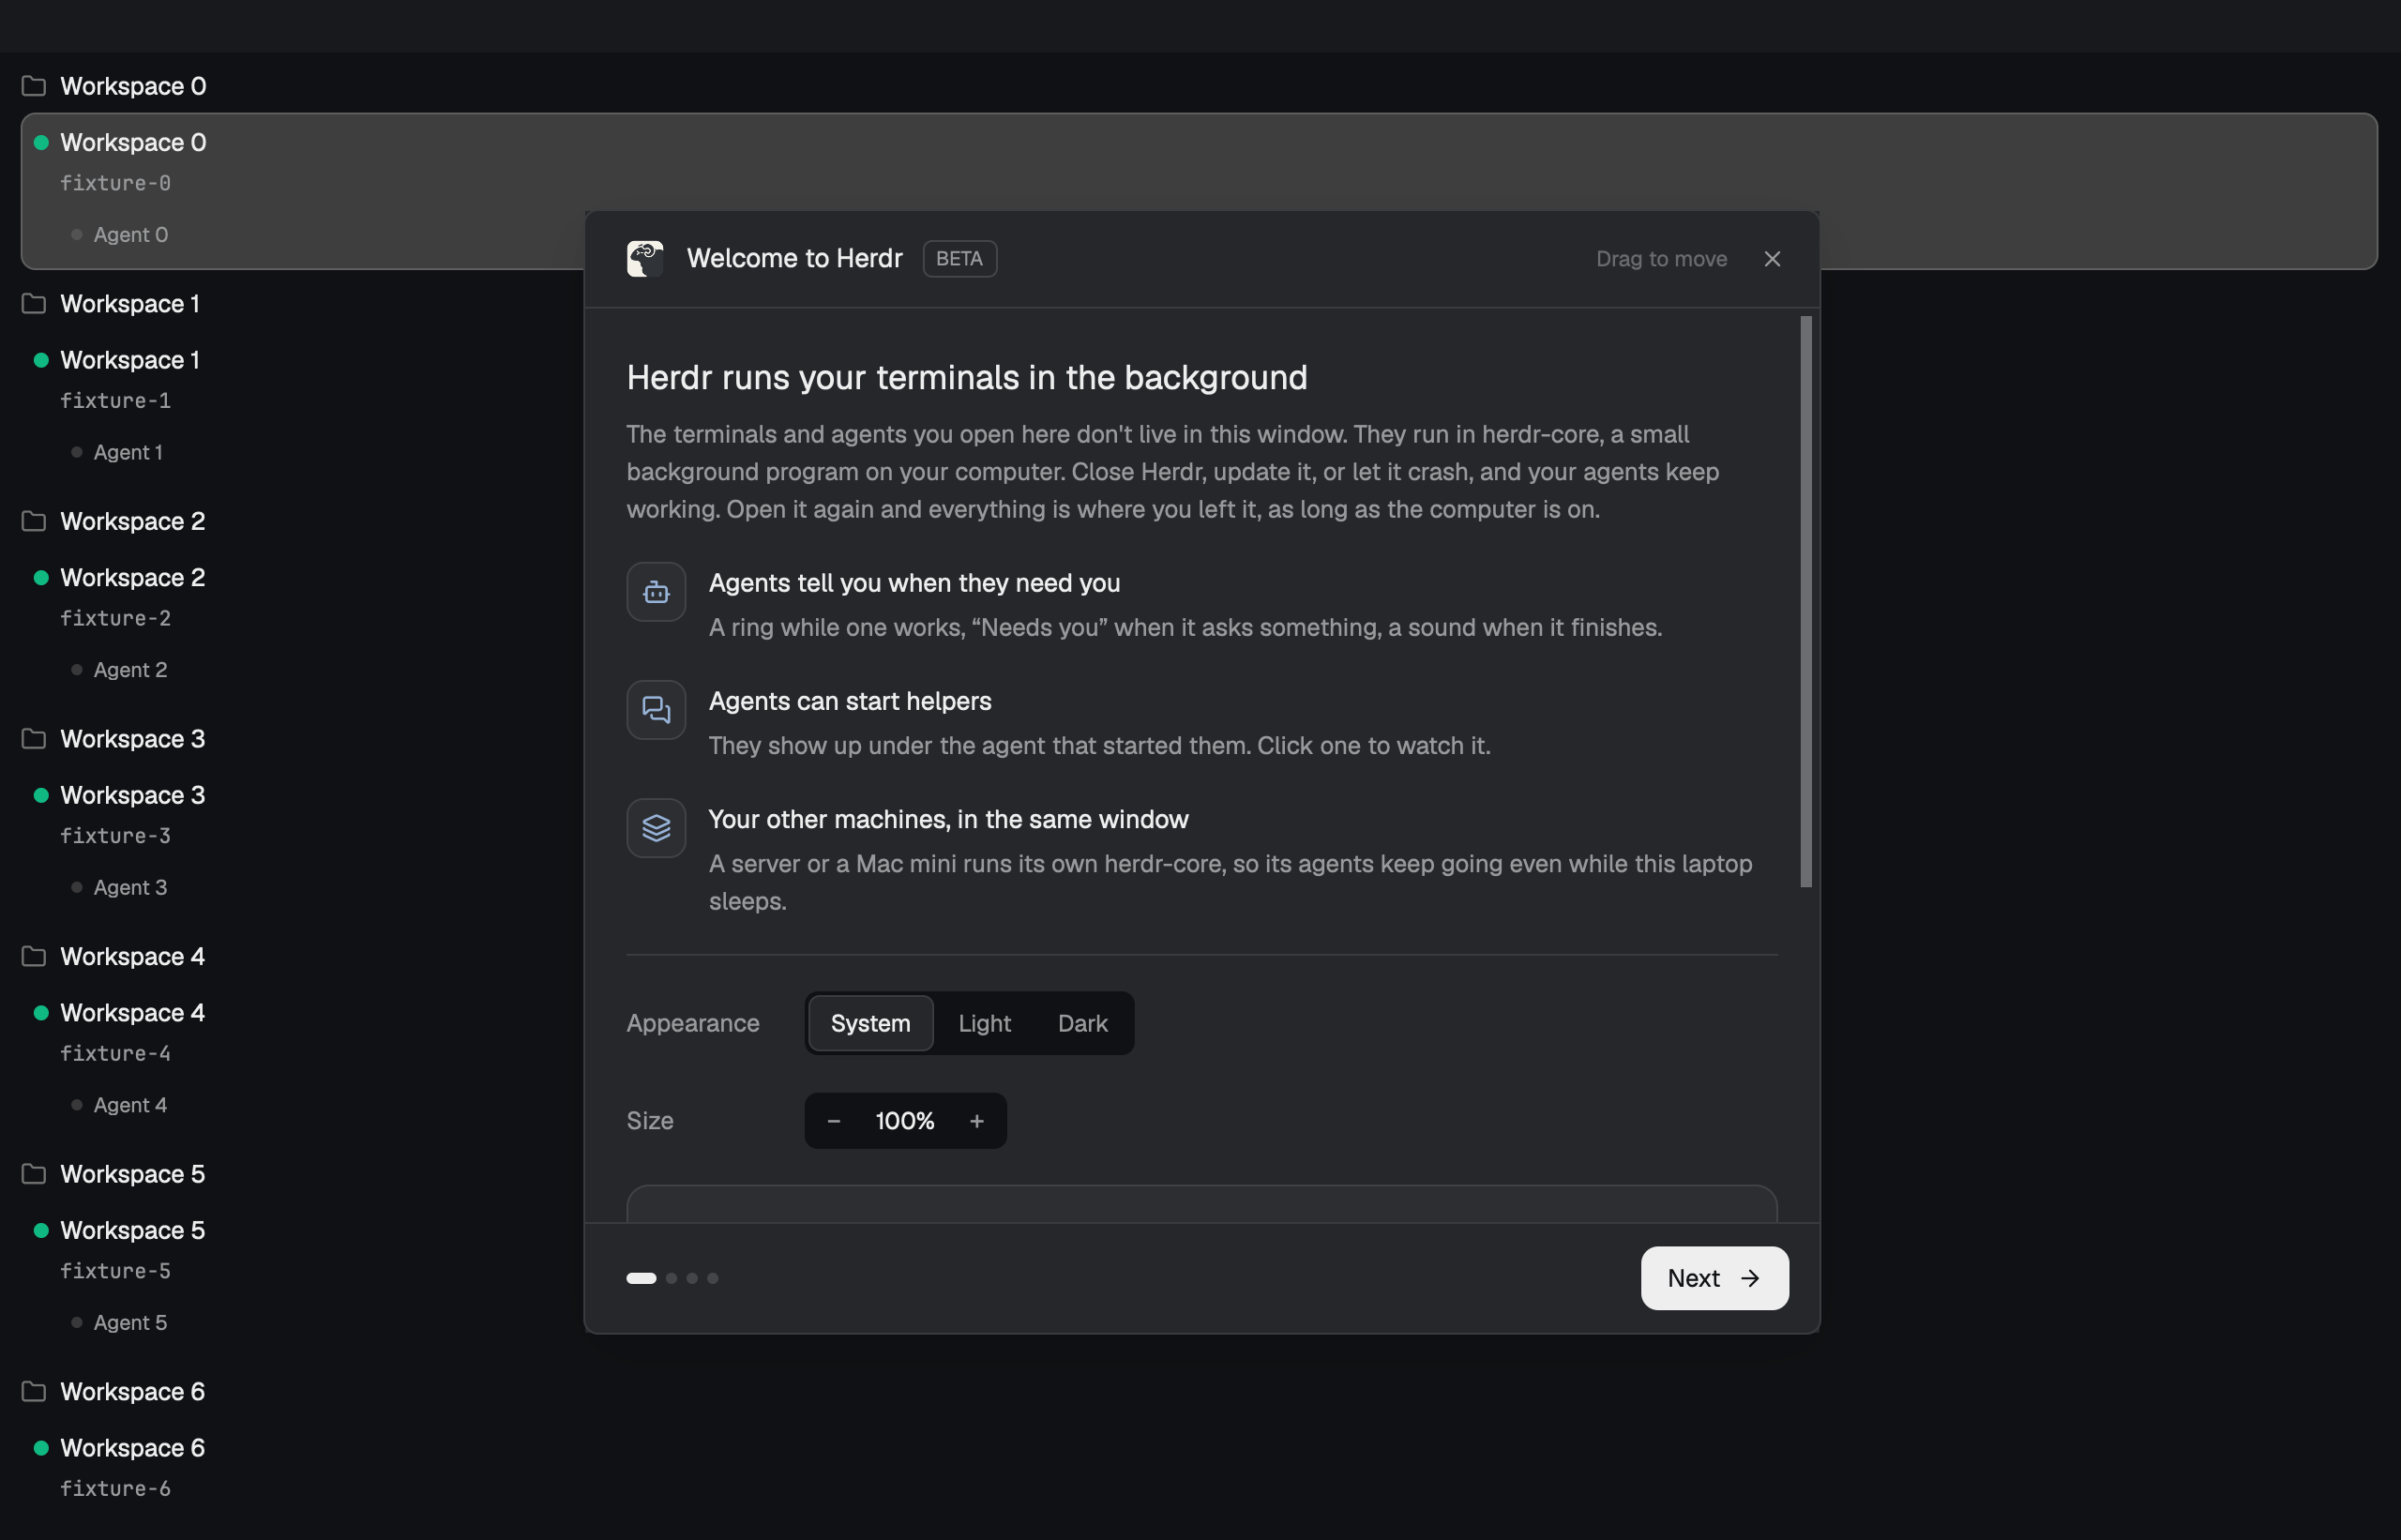 Workspace 0
Workspace 0
fixture-0
Agent 0
Workspace 1
Workspace 1
fixture-1
Agent 1
Workspace 2
Workspace 2
fixture-2
Agent 2
Workspace 3
Workspace 3
fixture-3
Agent 3
Workspace 4
Workspace 4
fixture-4
Agent 4
Workspace 5
Workspace 5
fixture-5
Agent 5
Workspace 6
Workspace 6
fixture-6
Welcome to Herdr BETA Drag to move
Herdr runs your terminals in the background
The terminals and agents you open here don't live in this window. They run in herdr-core, a small
background program on your computer. Close Herdr, update it, or let it crash, and your agents keep
working. Open it again and everything is where you left it, as long as the computer is on.
Agents tell you when they need you
A ring while one works, “Needs you” when it asks something, a sound when it finishes.
Agents can start helpers
They show up under the agent that started them. Click one to watch it.
Your other machines, in the same window
A server or a Mac mini runs its own herdr-core, so its agents keep going even while this laptop
sleeps.
Appearance System Light Dark
Size − 100% +
Next →